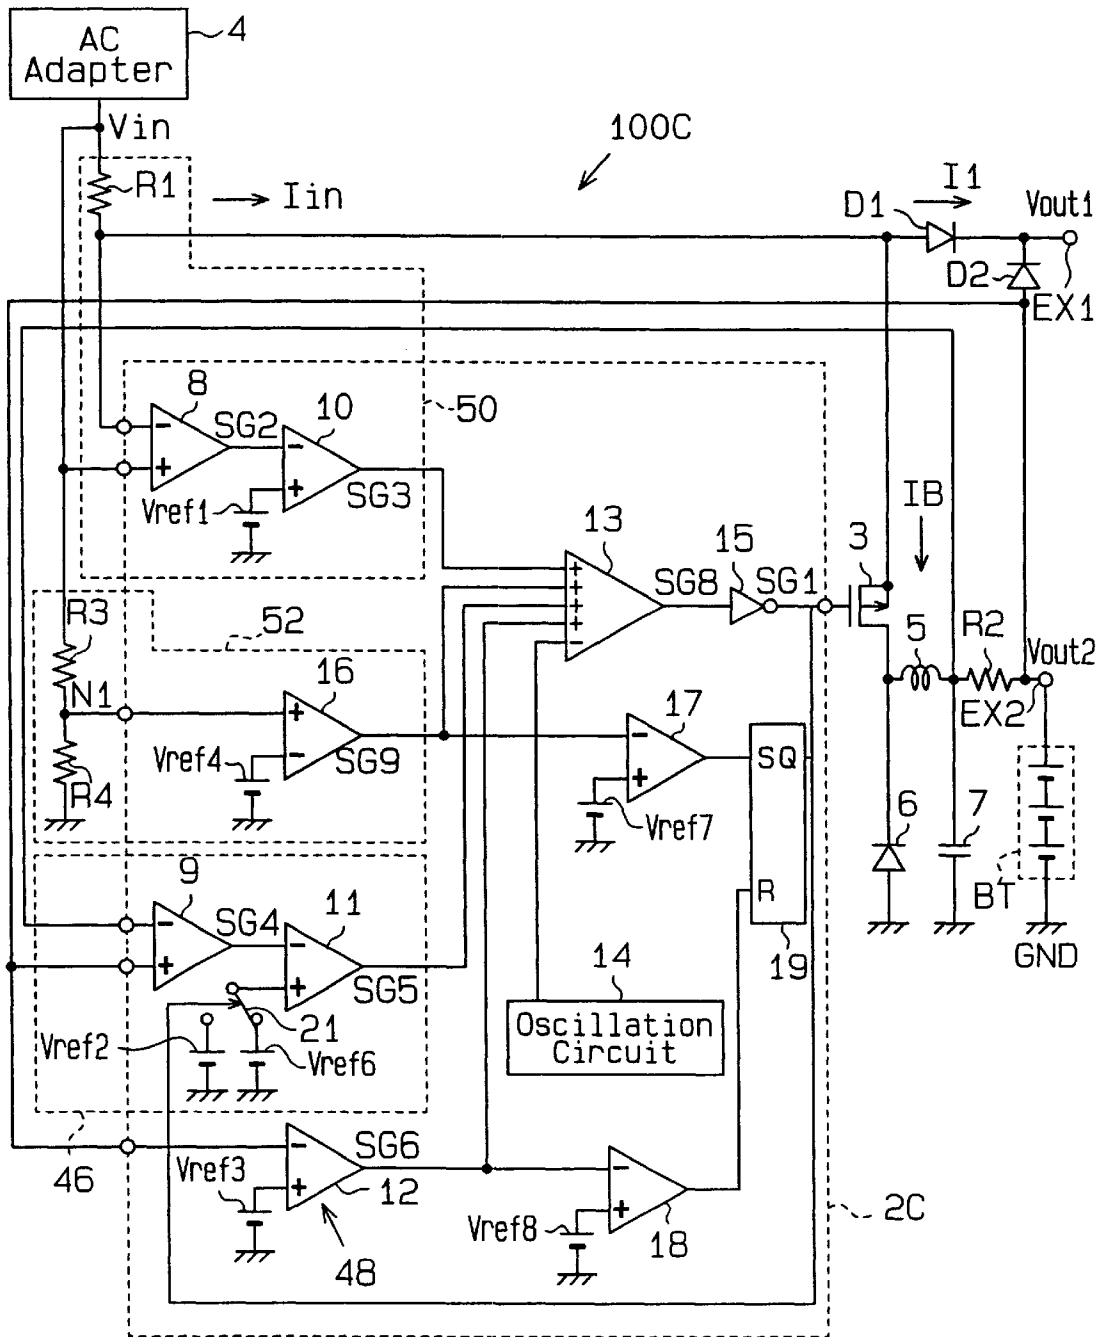 AC
Adapter
4
Vin
R1
Iin
100C
I1
D1
Vout1
D2
EX1
8
SG2
10
50
-
+
-
+
Vref1
SG3
13
15
IB
3
+
+
+
+
-
SG8
SG1
R3
52
N1
R4
16
+
-
Vref4
SG9
17
-
+
Vref7
SQ
R
19
5
R2
Vout2
EX2
6
7
BT
GND
9
SG4
11
-
+
-
+
SG5
21
Vref2
Vref6
14
Oscillation
Circuit
46
SG6
-
+
Vref3
12
48
-
+
Vref8
18
2C